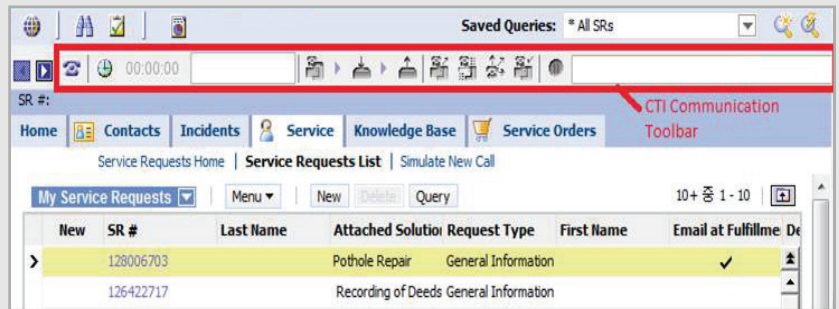 Saved Queries: * All SRs
00:00:00
SR #:
CTI Communication
Toolbar
Home Contacts Incidents Service Knowledge Base Service Orders
Service Requests Home | Service Requests List | Simulate New Call
My Service Requests Menu New Delete Query 10+ 중 1 - 10
New SR # Last Name Attached Solution Request Type First Name Email at Fulfillme De
128006703 Pothole Repair General Information
126422717 Recording of Deeds General Information